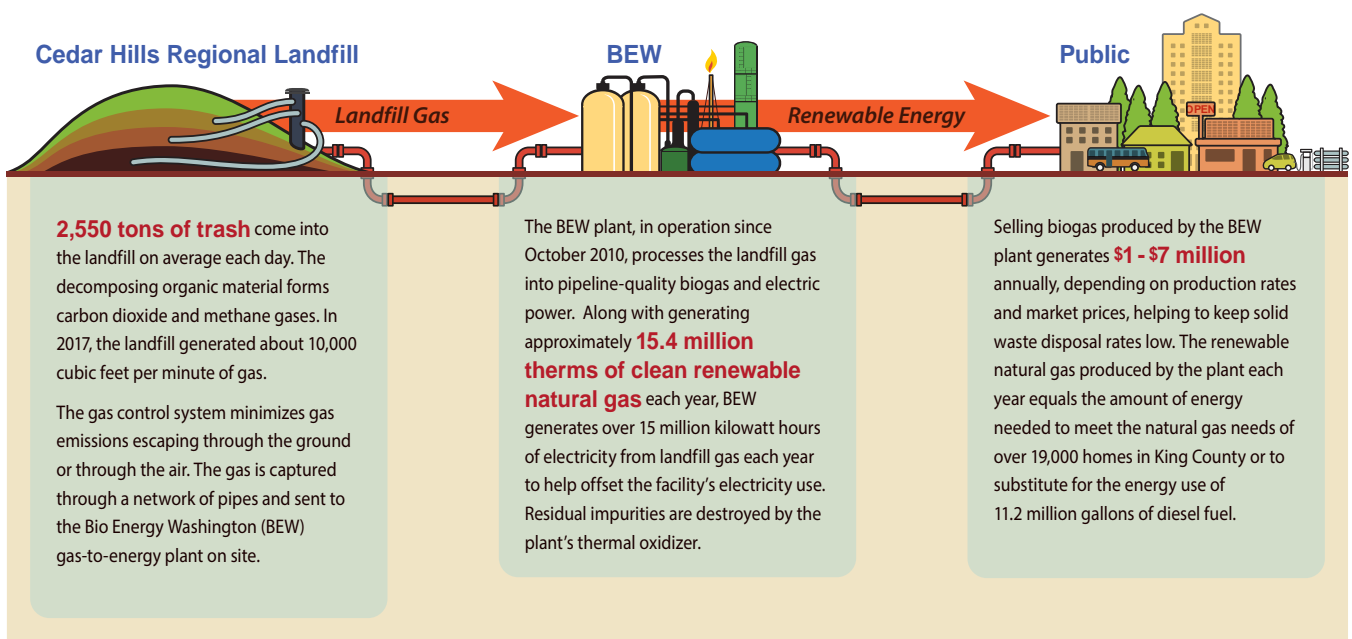 Cedar Hills Regional Landfill
BEW
Public
Landfill Gas
Renewable Energy
OPEN
2,550 tons of trash come into
the landfill on average each day. The
decomposing organic material forms
carbon dioxide and methane gases. In
2017, the landfill generated about 10,000
cubic feet per minute of gas.
The gas control system minimizes gas
emissions escaping through the ground
or through the air. The gas is captured
through a network of pipes and sent to
the Bio Energy Washington (BEW)
gas-to-energy plant on site.
The BEW plant, in operation since
October 2010, processes the landfill gas
into pipeline-quality biogas and electric
power. Along with generating
approximately 15.4 million
therms of clean renewable
natural gas each year, BEW
generates over 15 million kilowatt hours
of electricity from landfill gas each year
to help offset the facility's electricity use.
Residual impurities are destroyed by the
plant's thermal oxidizer.
Selling biogas produced by the BEW
plant generates $1 - $7 million
annually, depending on production rates
and market prices, helping to keep solid
waste disposal rates low. The renewable
natural gas produced by the plant each
year equals the amount of energy
needed to meet the natural gas needs of
over 19,000 homes in King County or to
substitute for the energy use of
11.2 million gallons of diesel fuel.